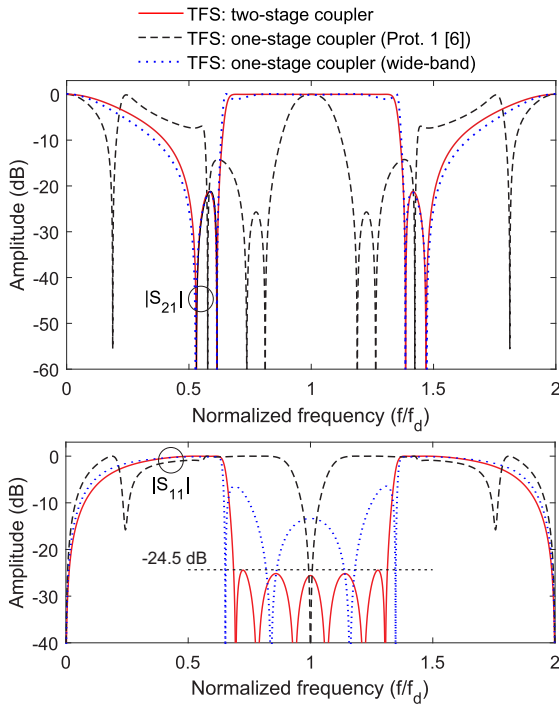 TFS: two-stage coupler
TFS: one-stage coupler (Prot. 1 [6])
TFS: one-stage coupler (wide-band)
Amplitude (dB)
0
-10
-20
-30
-40
-50
-60
|S21|
0
0.5
1
1.5
2
Normalized frequency (f/fd)
Amplitude (dB)
0
-10
-20
-30
-40
|S11|
-24.5 dB
0
0.5
1
1.5
2
Normalized frequency (f/fd)